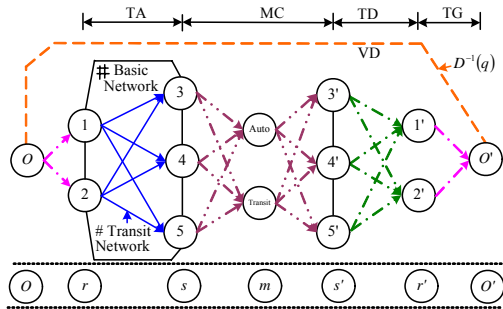 TA MC TD TG
VD
D⁻¹(q)
# Basic
Network
3 3'
1 Auto 1'
O 4 4' O'
2 Transit 2'
# Transit
Network
5 5'
O r s m s' r' O'